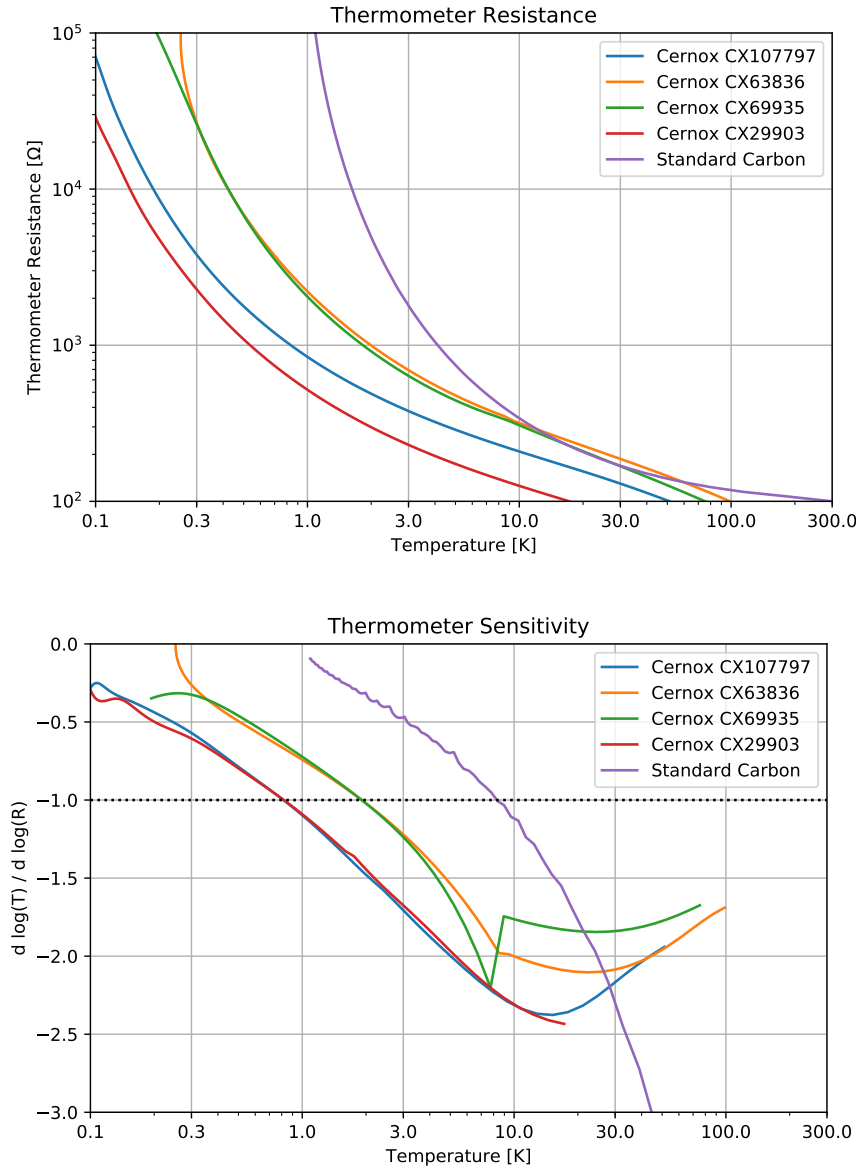 Thermometer Resistance
Thermometer Resistance [Ω]
10^5
10^4
10^3
10^2
Cernox CX107797
Cernox CX63836
Cernox CX69935
Cernox CX29903
Standard Carbon
0.1 0.3 1.0 3.0 10.0 30.0 100.0 300.0
Temperature [K]
Thermometer Sensitivity
d log(T) / d log(R)
0.0
−0.5
−1.0
−1.5
−2.0
−2.5
−3.0
Cernox CX107797
Cernox CX63836
Cernox CX69935
Cernox CX29903
Standard Carbon
0.1 0.3 1.0 3.0 10.0 30.0 100.0 300.0
Temperature [K]